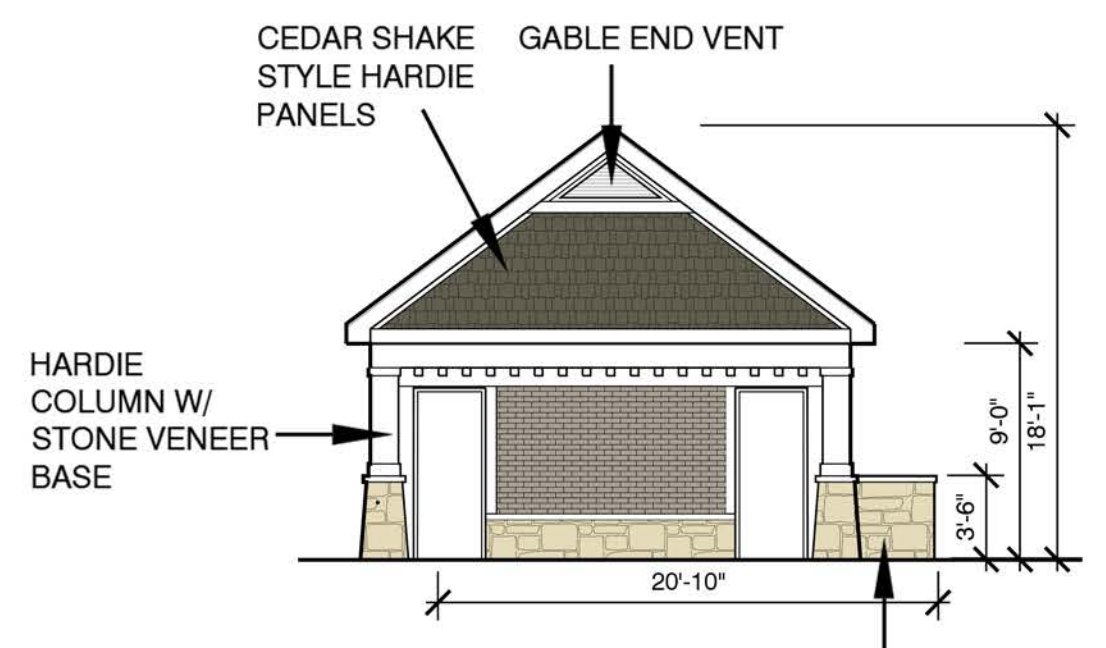 CEDAR SHAKE
STYLE HARDIE
PANELS
GABLE END VENT
HARDIE
COLUMN W/
STONE VENEER
BASE
9'-0"
18'-1"
3'-6"
20'-10"